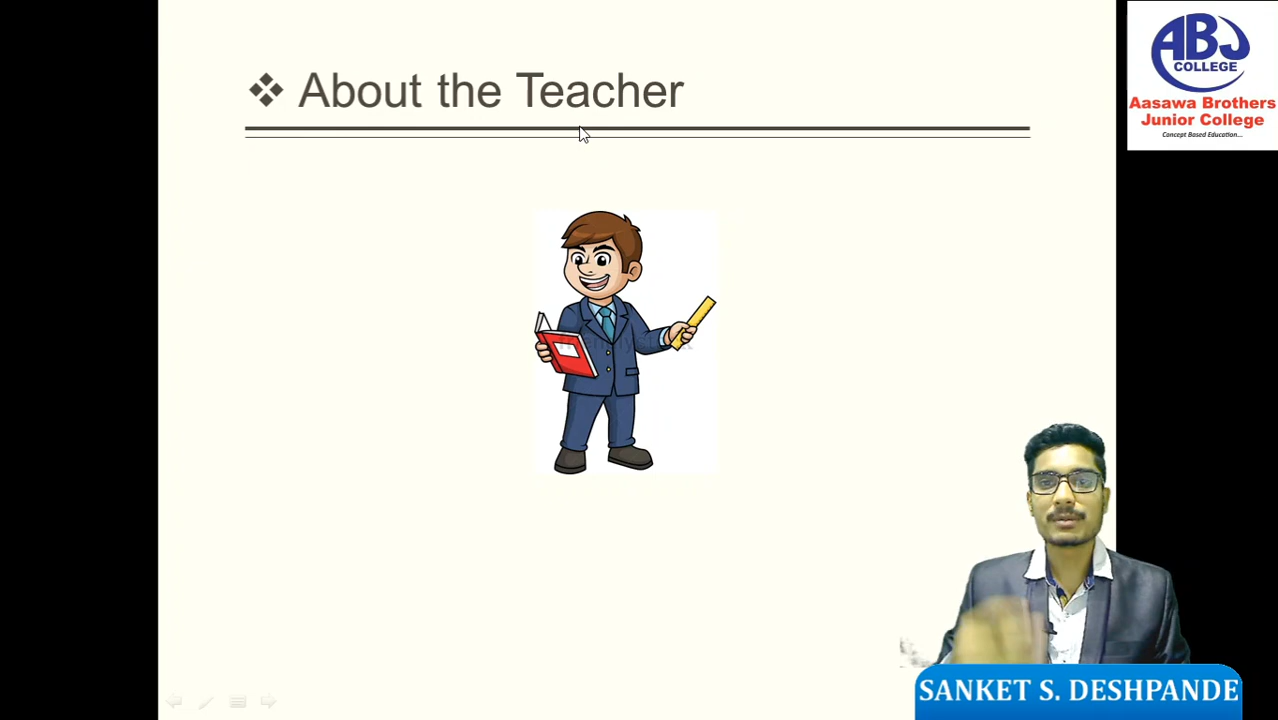 About the Teacher
ABJ
COLLEGE
Aasawa Brothers
Junior College
Concept Based Education...
SANKET S. DESHPANDE